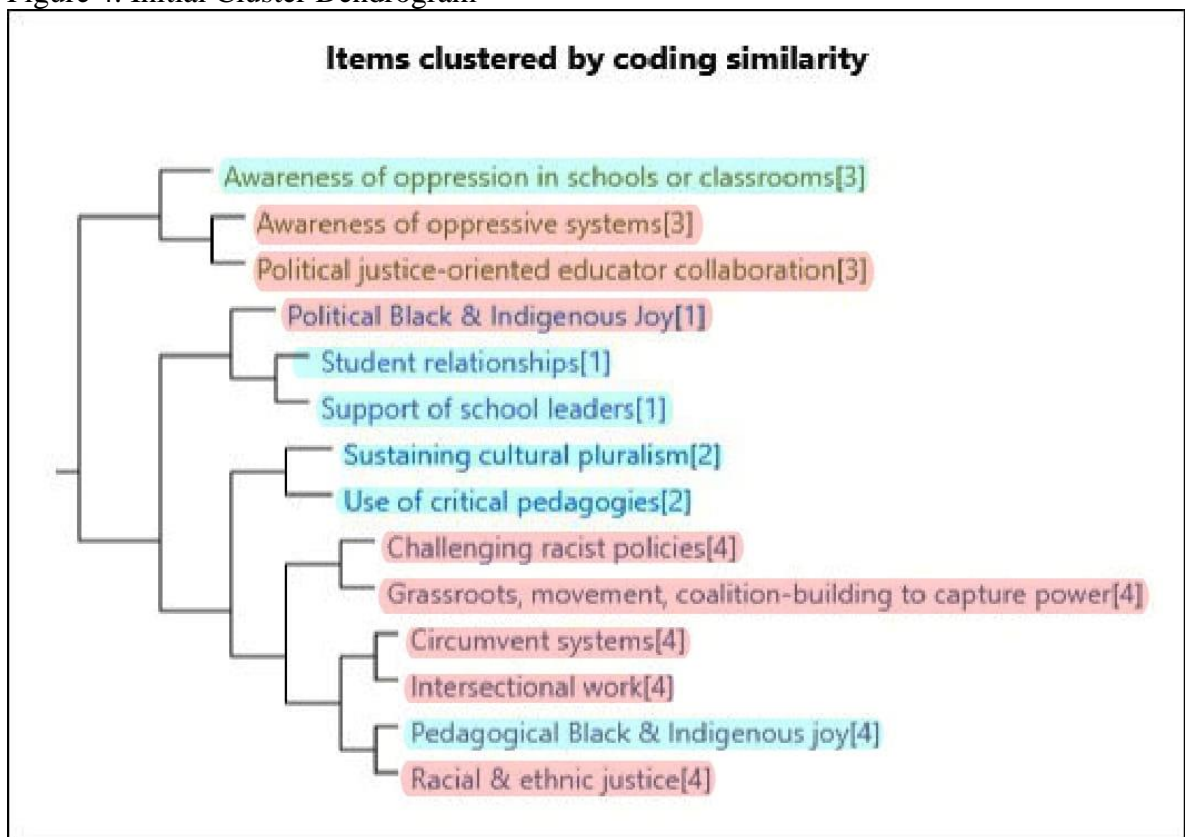 Figure 4. Initial Cluster Dendrogram
Items clustered by coding similarity
Awareness of oppression in schools or classrooms[3]
Awareness of oppressive systems[3]
Political justice-oriented educator collaboration[3]
Political Black & Indigenous Joy[1]
Student relationships[1]
Support of school leaders[1]
Sustaining cultural pluralism[2]
Use of critical pedagogies[2]
Challenging racist policies[4]
Grassroots, movement, coalition-building to capture power[4]
Circumvent systems[4]
Intersectional work[4]
Pedagogical Black & Indigenous joy[4]
Racial & ethnic justice[4]